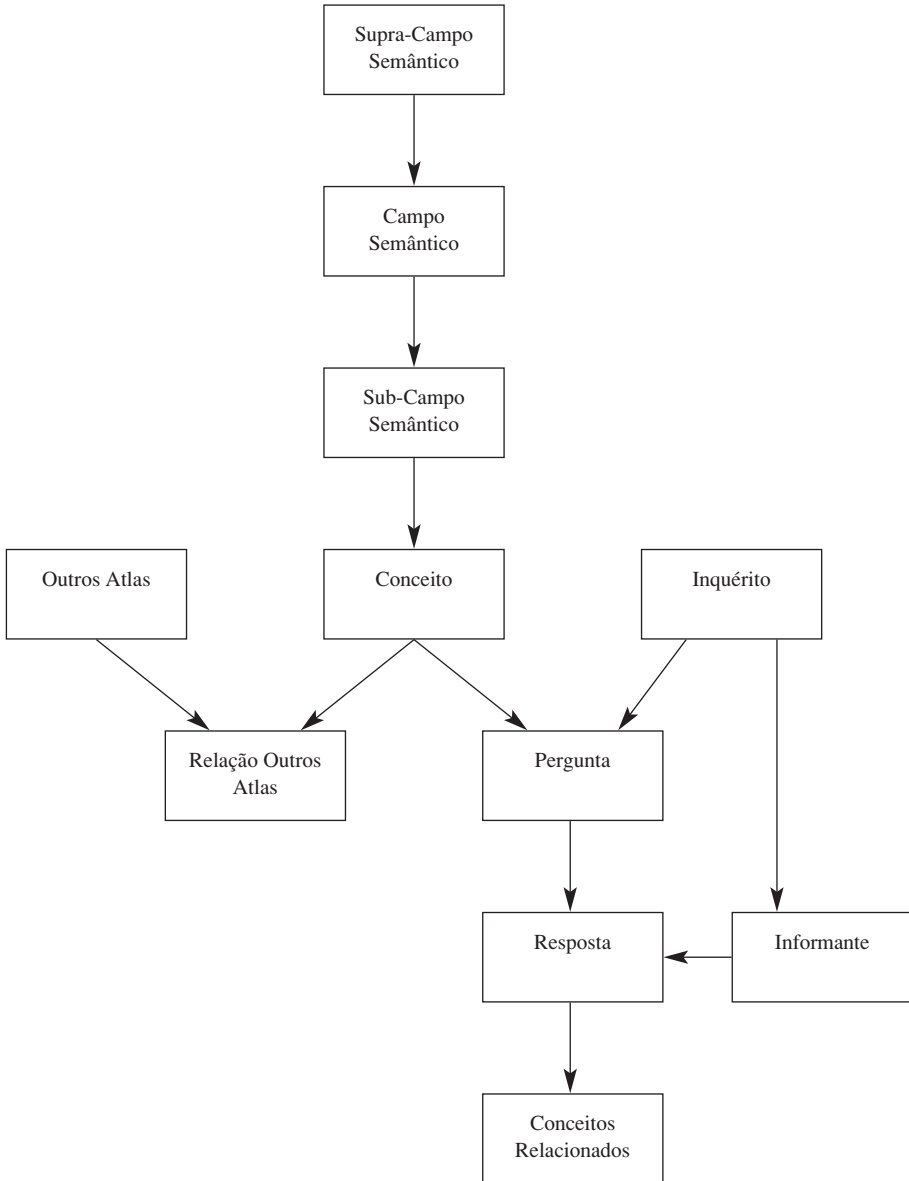 Supra-Campo
Semântico
Campo
Semântico
Sub-Campo
Semântico
Outros Atlas
Conceito
Inquérito
Relação Outros
Atlas
Pergunta
Resposta
Informante
Conceitos
Relacionados